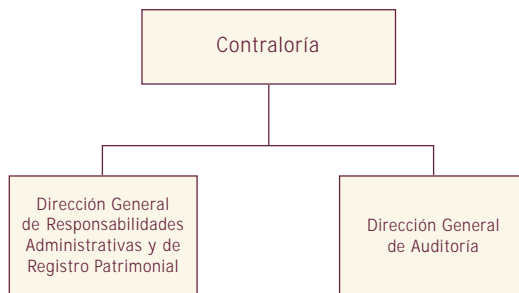 Contraloría
Dirección General
de Responsabilidades
Administrativas y de
Registro Patrimonial
Dirección General
de Auditoría